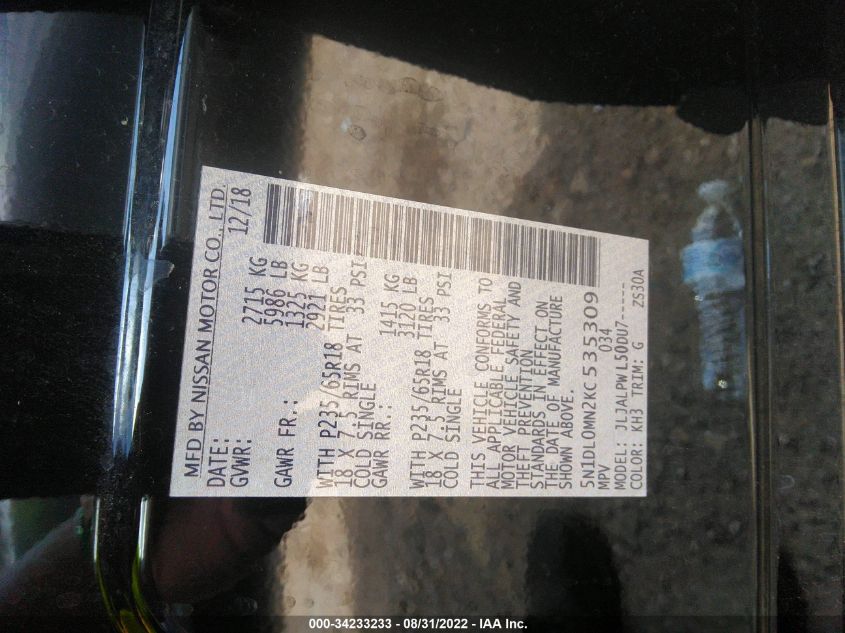 MFD BY NISSAN MOTOR CO., LTD.
DATE: 12/18
GVWR: 2715 KG
5986 LB
GAWR FR.: 1325 KG
2921 LB
WITH P235/65R18 TIRES
18 X 7.5 RIMS AT 33 PSI
COLD SINGLE
GAWR RR.: 1415 KG
3120 LB
WITH P235/65R18 TIRES
18 X 7.5 RIMS AT 33 PSI
COLD SINGLE
THIS VEHICLE CONFORMS TO
ALL APPLICABLE FEDERAL
MOTOR VEHICLE SAFETY AND
THEFT PREVENTION
STANDARDS IN EFFECT ON
THE DATE OF MANUFACTURE
SHOWN ABOVE.
5N1DL0MN2KC535309
MPV 034
MODEL: JLJALPWL50DU7-----
COLOR: KH3 TRIM: G ZS30A
000-34233233 - 08/31/2022 - IAA Inc.